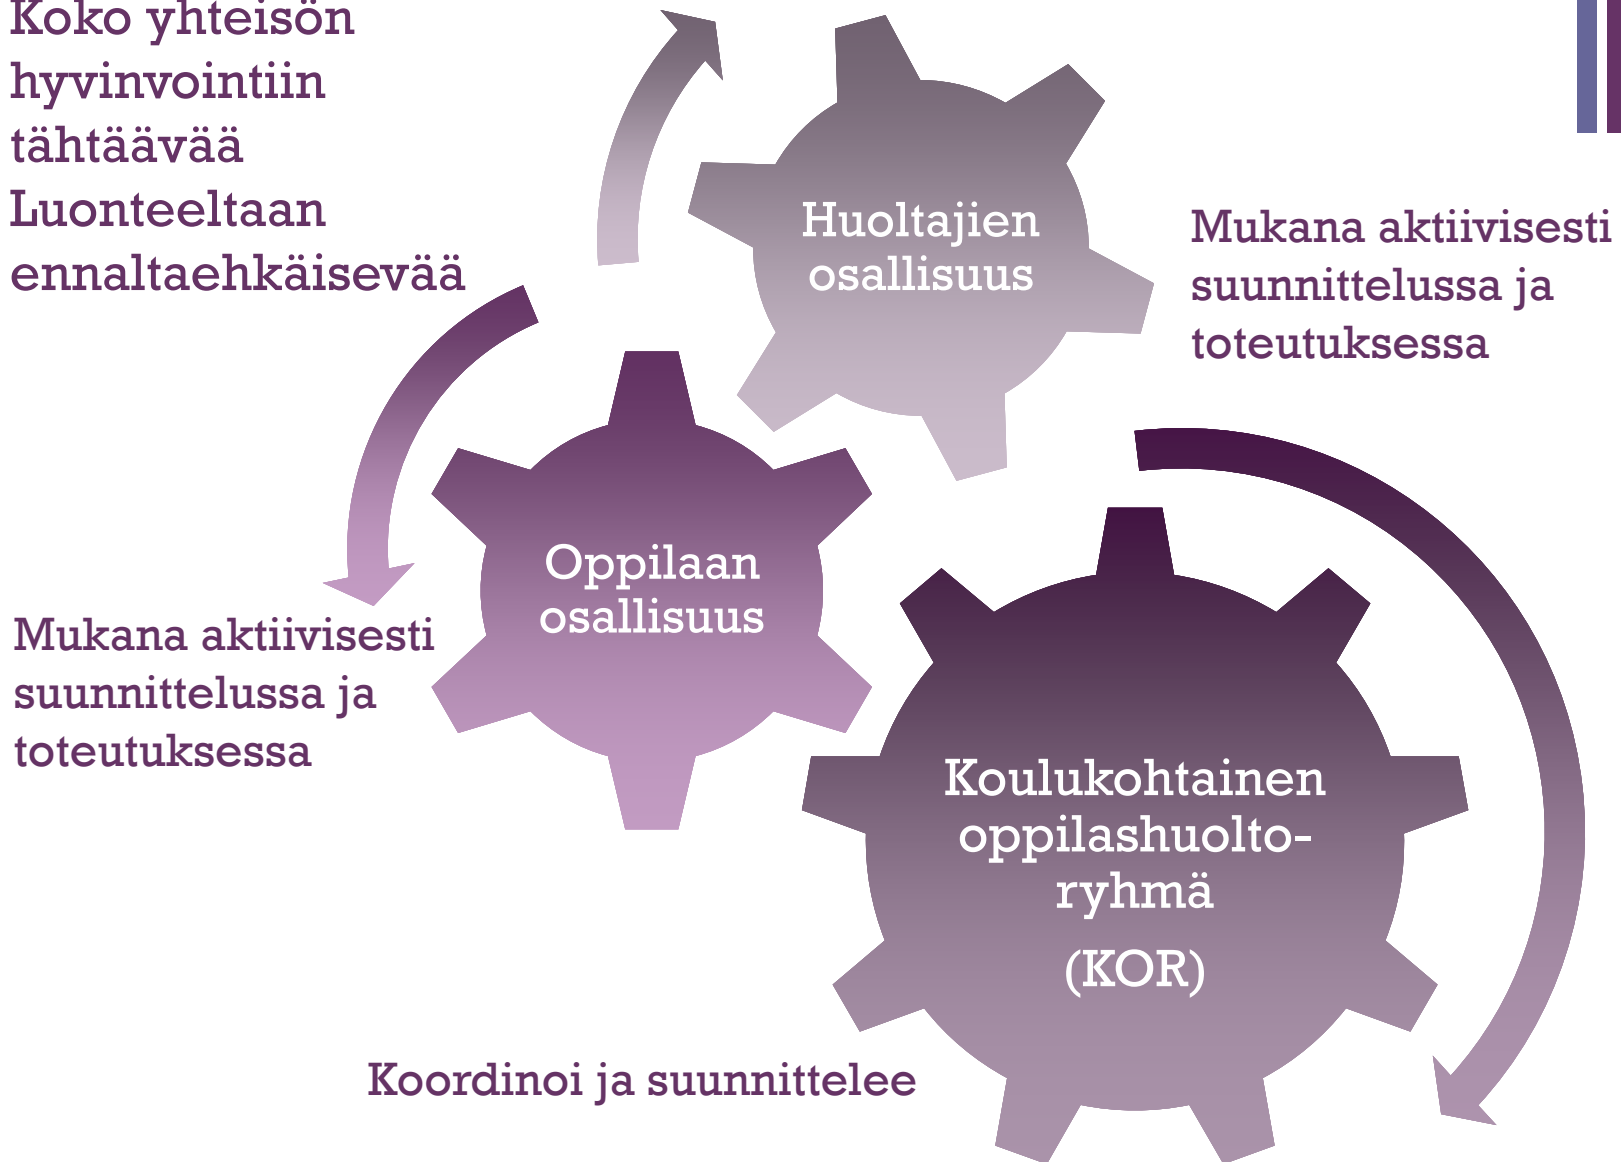 Koko yhteisön
hyvinvointiin
tähtäävää
Luonteeltaan
ennaltaehkäisevää
Huoltajien
osallisuus
Mukana aktiivisesti
suunnittelussa ja
toteutuksessa
Oppilaan
osallisuus
Mukana aktiivisesti
suunnittelussa ja
toteutuksessa
Koulukohtainen
oppilashuolto-
ryhmä
(KOR)
Koordinoi ja suunnittelee